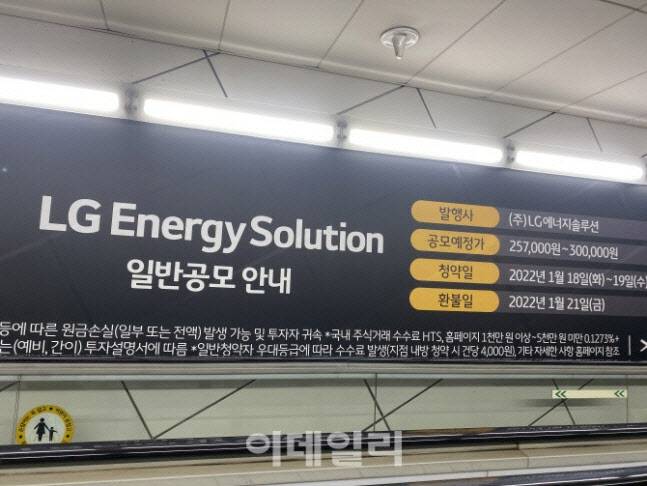 LG Energy Solution
일반공모 안내
발행사 (주)LG에너지솔루션
공모예정가 257,000원~300,000원
청약일 2022년 1월 18일(화)~19일(수)
환불일 2022년 1월 21일(금)
등에 따른 원금손실(일부 또는 전액) 발생 가능 및 투자자 귀속 *국내 주식거래 수수료 HTS, 홈페이지 1천만 원 이상~5천만 원 미만 0.1273%+
는 (예비, 간이) 투자설명서에 따름 *일반청약자 우대등급에 따라 수수료 발생(지점 내방 청약 시 건당 4,000원), 기타 자세한 사항 홈페이지 참조
이데일리